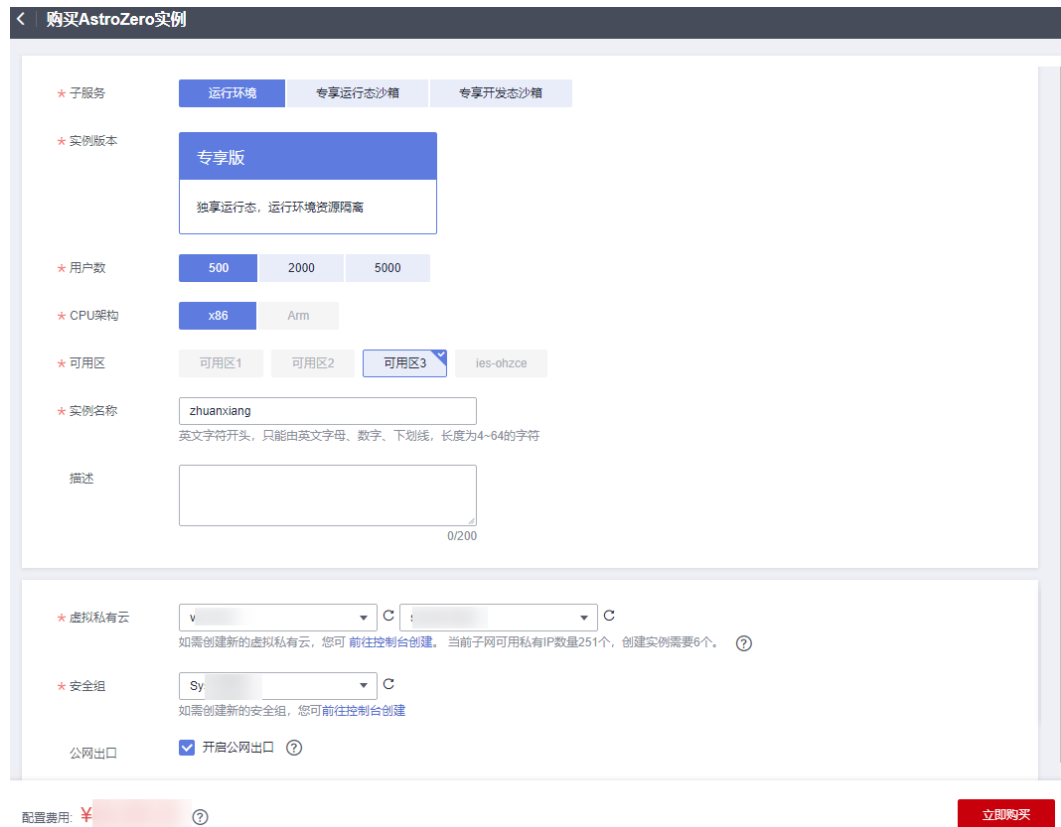 购买AstroZero实例
* 子服务 运行环境 专享运行态沙箱 专享开发态沙箱
* 实例版本
专享版
独享运行态，运行环境资源隔离
* 用户数 500 2000 5000
* CPU架构 x86 Arm
* 可用区 可用区1 可用区2 可用区3 ies-ohzce
* 实例名称 zhuanxiang
英文字符开头，只能由英文字母、数字、下划线，长度为4~64的字符
描述
0/200
* 虚拟私有云
如需创建新的虚拟私有云，您可 前往控制台创建。 当前子网可用私有IP数量251个，创建实例需要6个。 ?
* 安全组 Sy
如需创建新的安全组，您可前往控制台创建
公网出口 开启公网出口 ?
配置费用: ¥ ? 立即购买